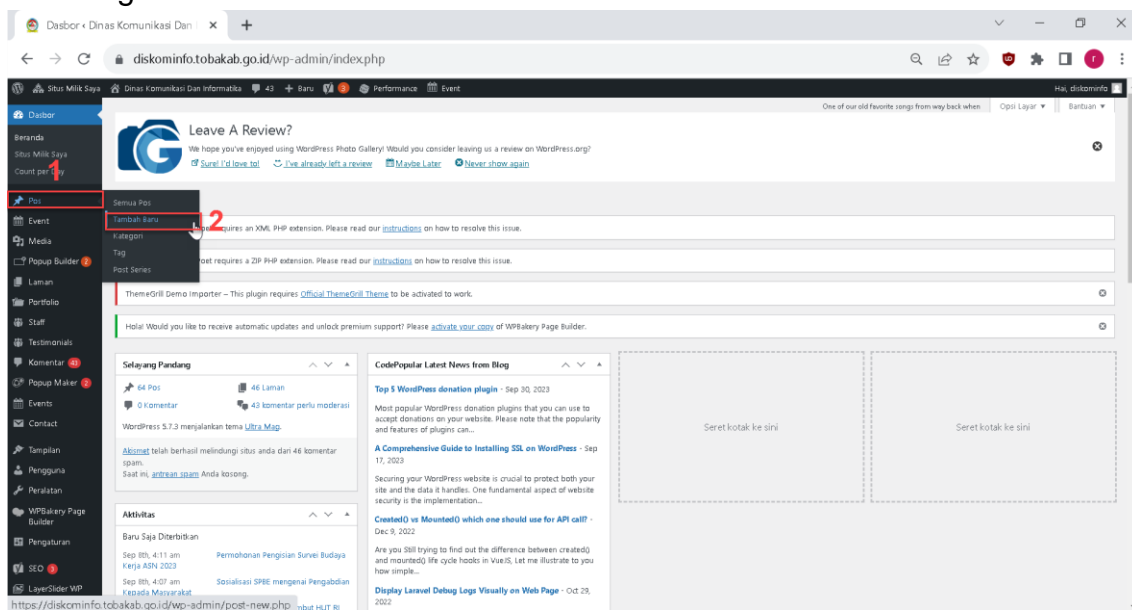 Dasbor ‹ Dinas Komunikasi Dan
diskominfo.tobakab.go.id/wp-admin/index.php
r
Situs Milik Saya Dinas Komunikasi Dan Informatika 43 + Baru 3 Performance Event Hai, diskominfo
One of our old favorite songs from way back when Opsi Layar ▼ Bantuan ▼
Dasbor
Beranda
Situs Milik Saya
Count per Day
1
Pos
Event
Media
Popup Builder 2
Laman
Portfolio
Staff
Testimonials
Komentar 43
Popup Maker 2
Events
Contact
Tampilan
Pengguna
Peralatan
WPBakery Page
Builder
Pengaturan
SEO 3
LayerSlider WP
Semua Pos
Tambah Baru
2
Kategori
Tag
Post Series
Leave A Review?
We hope you've enjoyed using WordPress Photo Gallery! Would you consider leaving us a review on WordPress.org?
Sure! I'd love to! I've already left a review Maybe Later Never show again
requires an XML PHP extension. Please read our instructions on how to resolve this issue.
oet requires a ZIP PHP extension. Please read our instructions on how to resolve this issue.
ThemeGrill Demo Importer – This plugin requires Official ThemeGrill Theme to be activated to work.
Hola! Would you like to receive automatic updates and unlock premium support? Please activate your copy of WPBakery Page Builder.
Selayang Pandang
64 Pos 46 Laman
0 Komentar 43 komentar perlu moderasi
WordPress 5.7.3 menjalankan tema Ultra Mag.
Akismet telah berhasil melindungi situs anda dari 46 komentar
spam.
Saat ini, antrean spam Anda kosong.
Aktivitas
Baru Saja Diterbitkan
Sep 8th, 4:11 am Permohonan Pengisian Survei Budaya
Kerja ASN 2023
Sep 8th, 4:07 am Sosialisasi SPBE mengenai Pengabdian
Kepada Masyarakat
mbut HUT RI
CodePopular Latest News from Blog
Top 5 WordPress donation plugin - Sep 30, 2023
Most popular WordPress donation plugins that you can use to
accept donations on your website. Please note that the popularity
and features of plugins can...
A Comprehensive Guide to Installing SSL on WordPress - Sep
17, 2023
Securing your WordPress website is crucial to protect both your
site and the data it handles. One fundamental aspect of website
security is the implementation...
Created() vs Mounted() which one should use for API call? -
Dec 9, 2022
Are you Still trying to find out the difference between created()
and mounted() life cycle hooks in VueJS, Let me illustrate to you
how simple...
Display Laravel Debug Logs Visually on Web Page - Oct 29,
2022
Seret kotak ke sini
Seret kotak ke sini
https://diskominfo.tobakab.go.id/wp-admin/post-new.php